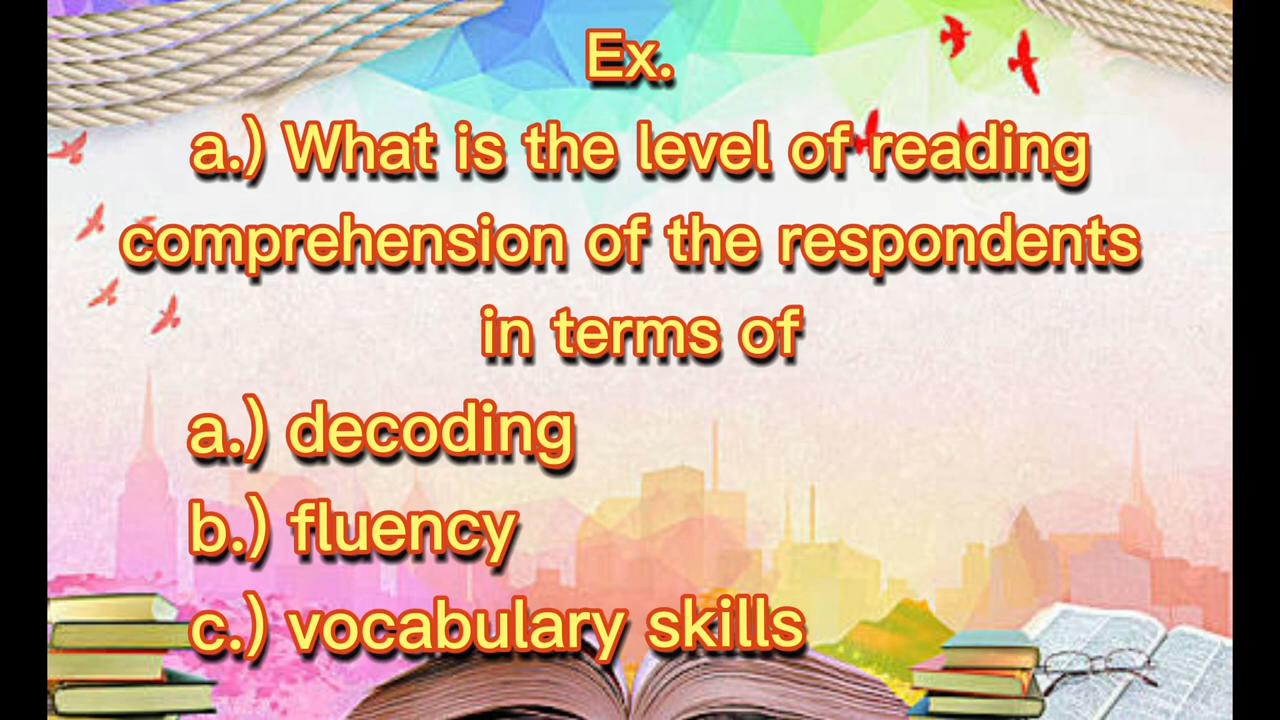 Ex.
a.) What is the level of reading
comprehension of the respondents
in terms of
a.) decoding
b.) fluency
c.) vocabulary skills